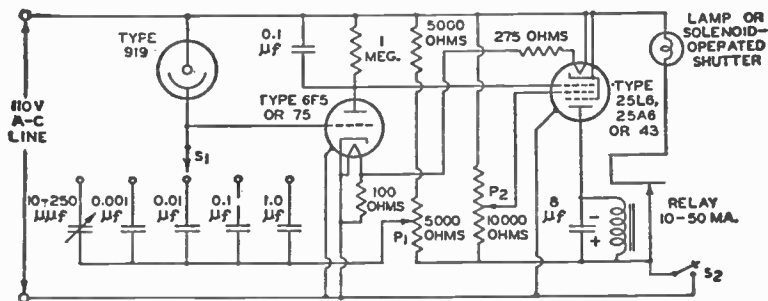 TYPE
919
0.1
μf
1
MEG.
5000
OHMS
275 OHMS
LAMP OR
SOLENOID-
OPERATED
SHUTTER
110V
A-C
LINE
TYPE 6F5
OR 75
TYPE
25L6,
25A6
OR 43
S1
10-250
μμf
0.001
μf
0.01
μf
0.1
μf
1.0
μf
100
OHMS
P1
5000
OHMS
P2
10000
OHMS
8
μf
-
+
RELAY
10-50 MA.
S2